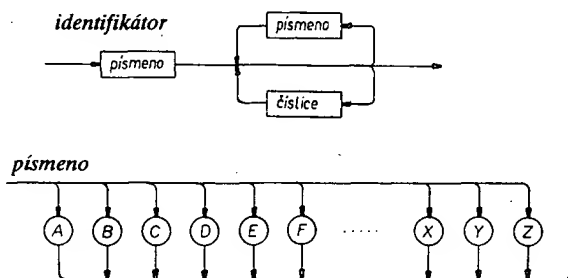 identifikátor
písmeno
písmeno
číslice
písmeno
A B C D E F ..... X Y Z